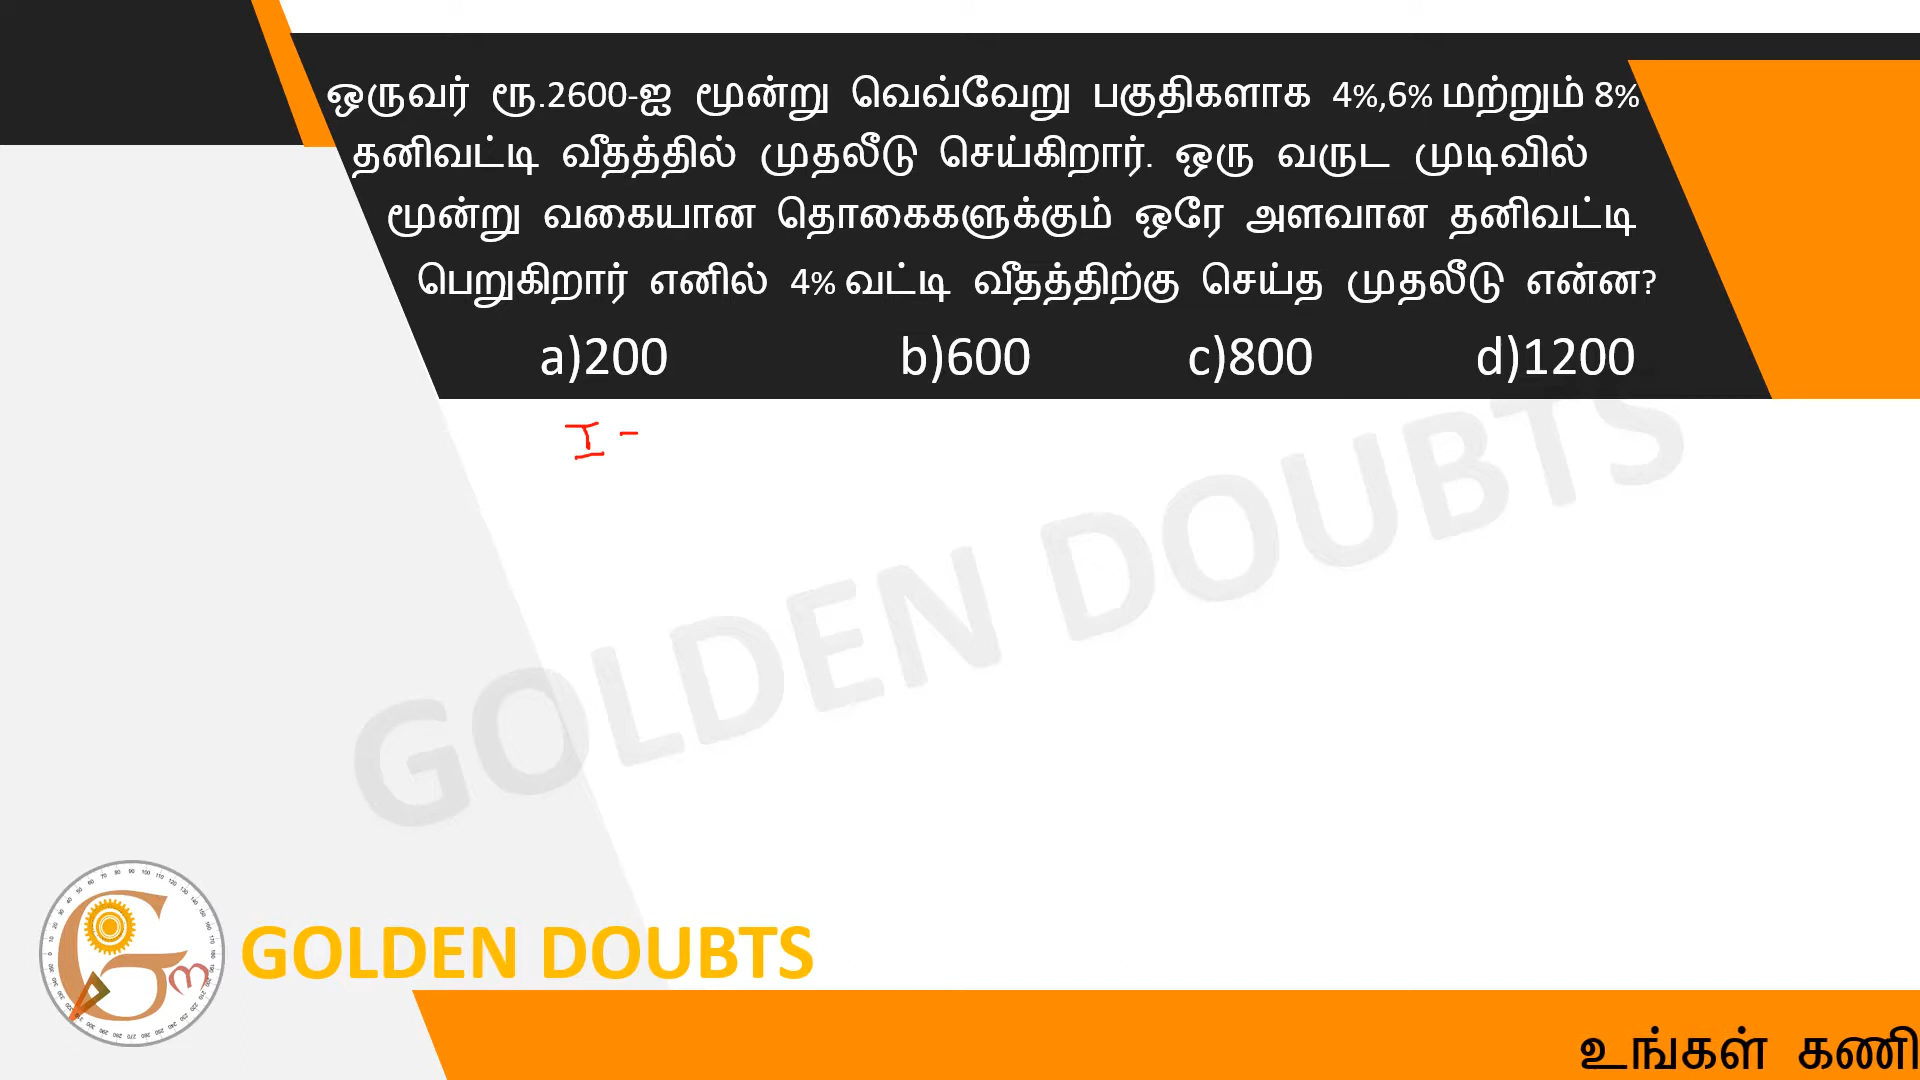 ஒருவர் ரூ.2600-ஐ மூன்று வெவ்வேறு பகுதிகளாக 4%,6% மற்றும் 8%
தனிவட்டி வீதத்தில் முதலீடு செய்கிறார். ஒரு வருட முடிவில்
மூன்று வகையான தொகைகளுக்கும் ஒரே அளவான தனிவட்டி
பெறுகிறார் எனில் 4% வட்டி வீதத்திற்கு செய்த முதலீடு என்ன?
a)200 b)600 c)800 d)1200
I -
GOLDEN DOUBTS
GOLDEN DOUBTS
உங்கள் கணி